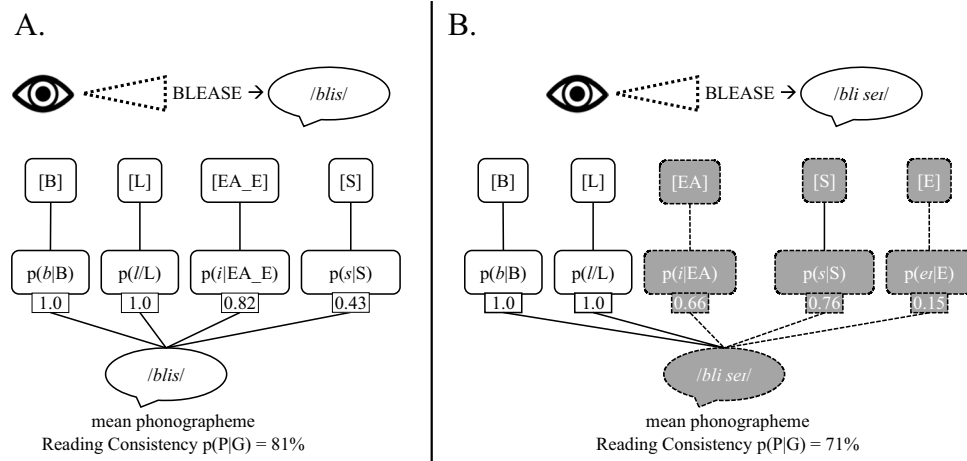 A.
BLEASE → /blis/
[B] [L] [EA_E] [S]
p(b|B) p(l/L) p(i|EA_E) p(s|S)
1.0 1.0 0.82 0.43
/blis/
mean phonographeme
Reading Consistency p(P|G) = 81%
B.
BLEASE → /bli seɪ/
[B] [L] [EA] [S] [E]
p(b|B) p(l/L) p(i|EA) p(s|S) p(eɪ|E)
1.0 1.0 0.66 0.76 0.15
/bli seɪ/
mean phonographeme
Reading Consistency p(P|G) = 71%